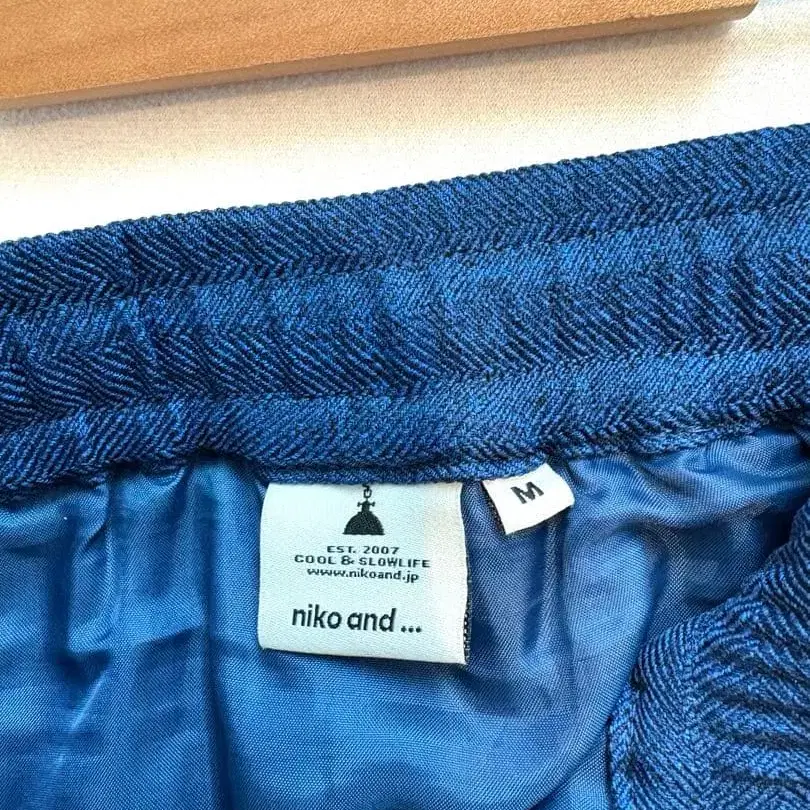 EST. 2007
COOL & SLOWLIFE
www.nikoand.jp
niko and ...
M